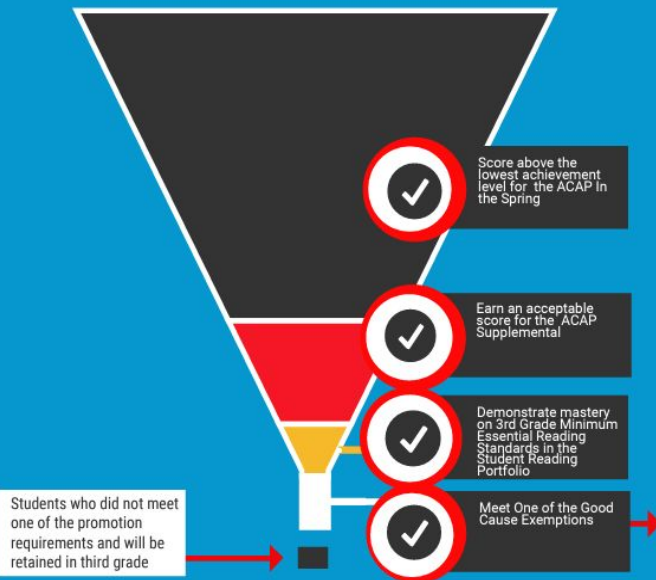 Score above the
lowest achievement
level for the ACAP In
the Spring
Earn an acceptable
score for the ACAP
Supplemental
Demonstrate mastery
on 3rd Grade Minimum
Essential Reading
Standards in the
Student Reading
Portfolio
Meet One of the Good
Cause Exemptions
Students who did not meet
one of the promotion
requirements and will be
retained in third grade